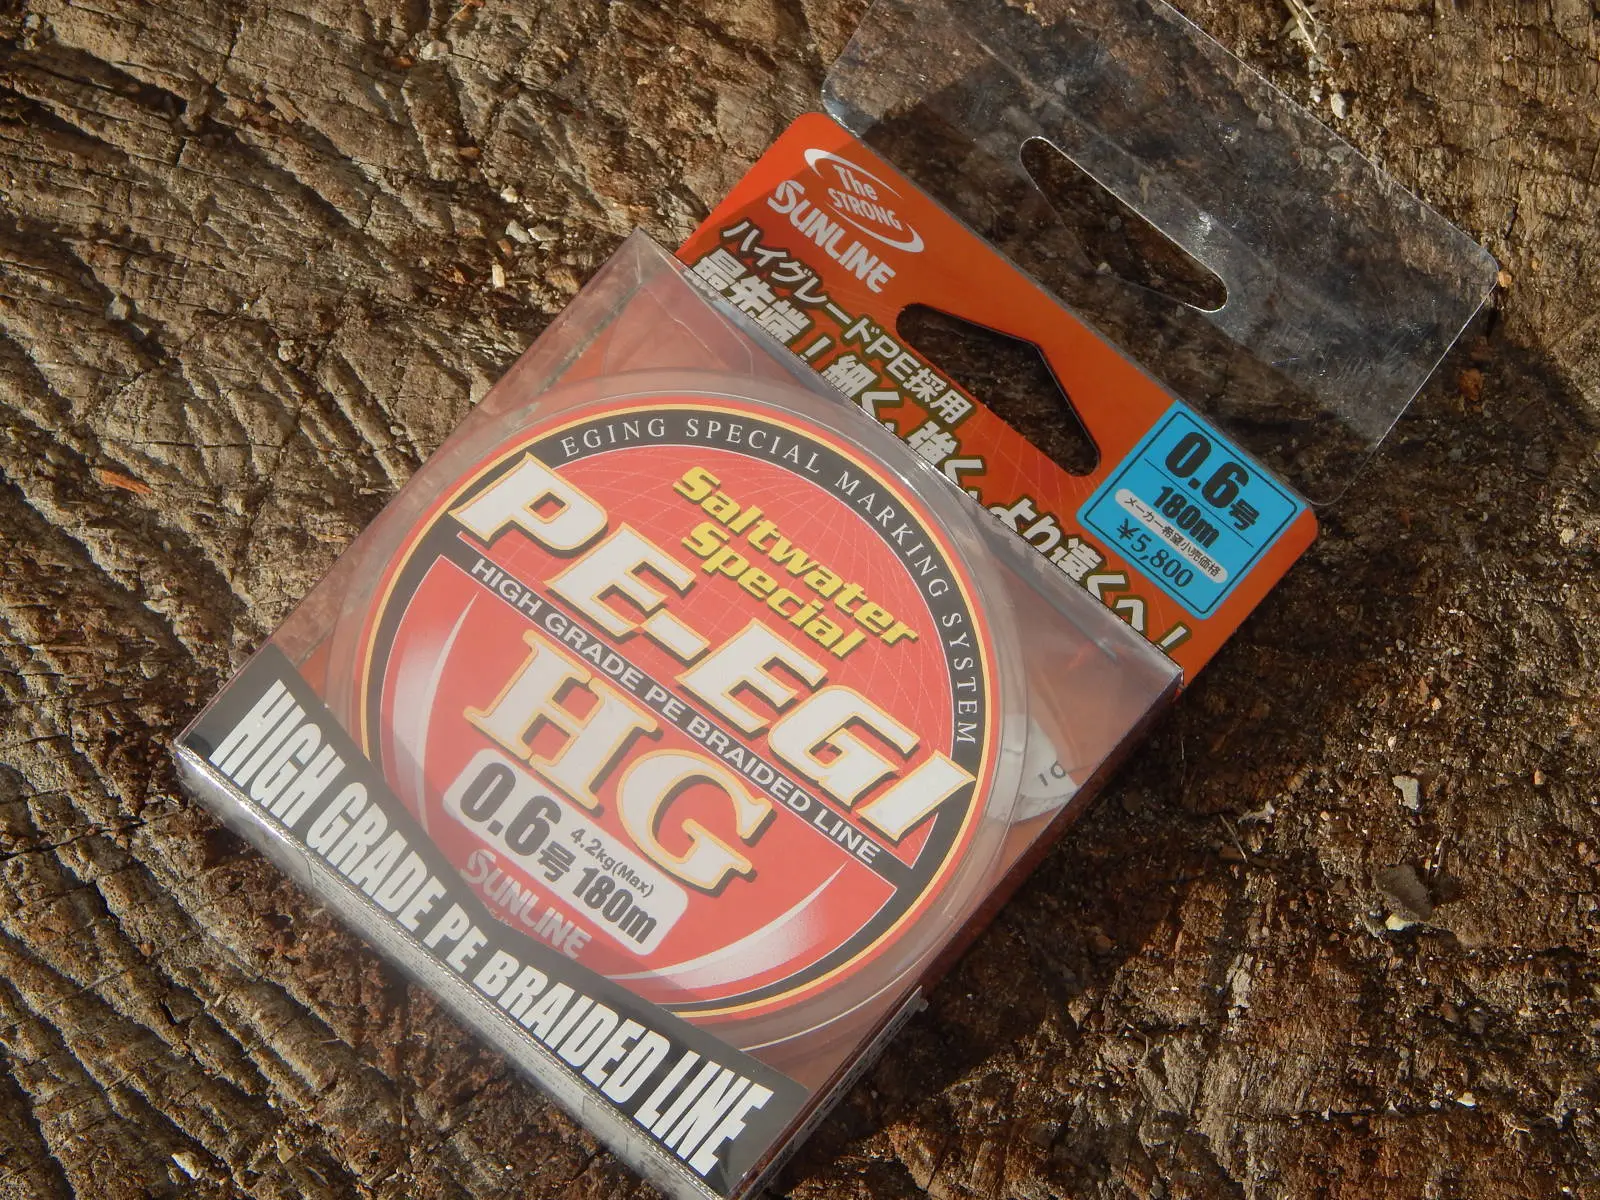 The
STRONG
SUNLINE
ハイグレードPE採用
最先端!細く、強く、より遠くへ!
0.6号
180m
メーカー希望小売価格
¥5,800
EGING SPECIAL MARKING SYSTEM
Saltwater
Special
PE-EGI
HIGH GRADE PE BRAIDED LINE
HG
0.6号 4.2kg(Max) 180m
SUNLINE
10
HIGH GRADE PE BRAIDED LINE